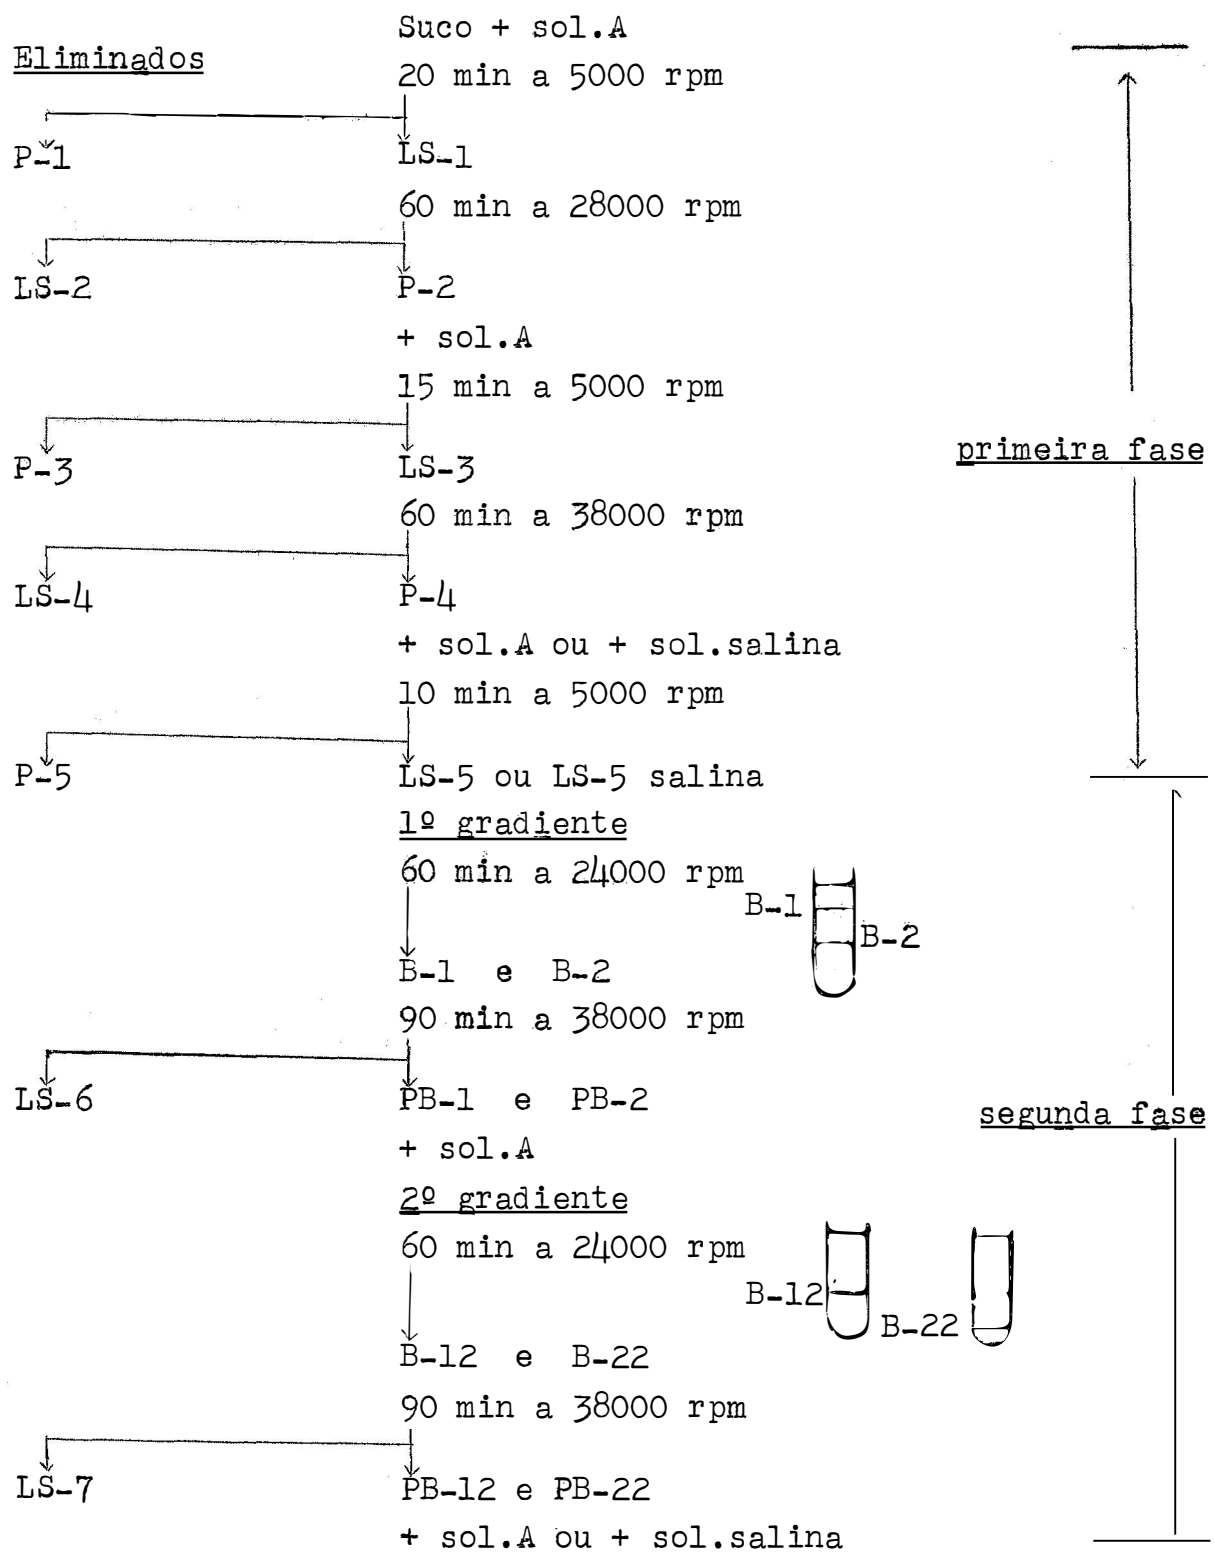 Suco + sol.A
Eliminados
20 min a 5000 rpm
P-1 LS-1
60 min a 28000 rpm
LS-2 P-2
+ sol.A
15 min a 5000 rpm
primeira fase
P-3 LS-3
60 min a 38000 rpm
LS-4 P-4
+ sol.A ou + sol.salina
10 min a 5000 rpm
P-5 LS-5 ou LS-5 salina
1º gradiente
60 min a 24000 rpm
B-1
B-2
B-1 e B-2
90 min a 38000 rpm
LS-6 PB-1 e PB-2
segunda fase
+ sol.A
2º gradiente
60 min a 24000 rpm
B-12
B-22
B-12 e B-22
90 min a 38000 rpm
LS-7 PB-12 e PB-22
+ sol.A ou + sol.salina